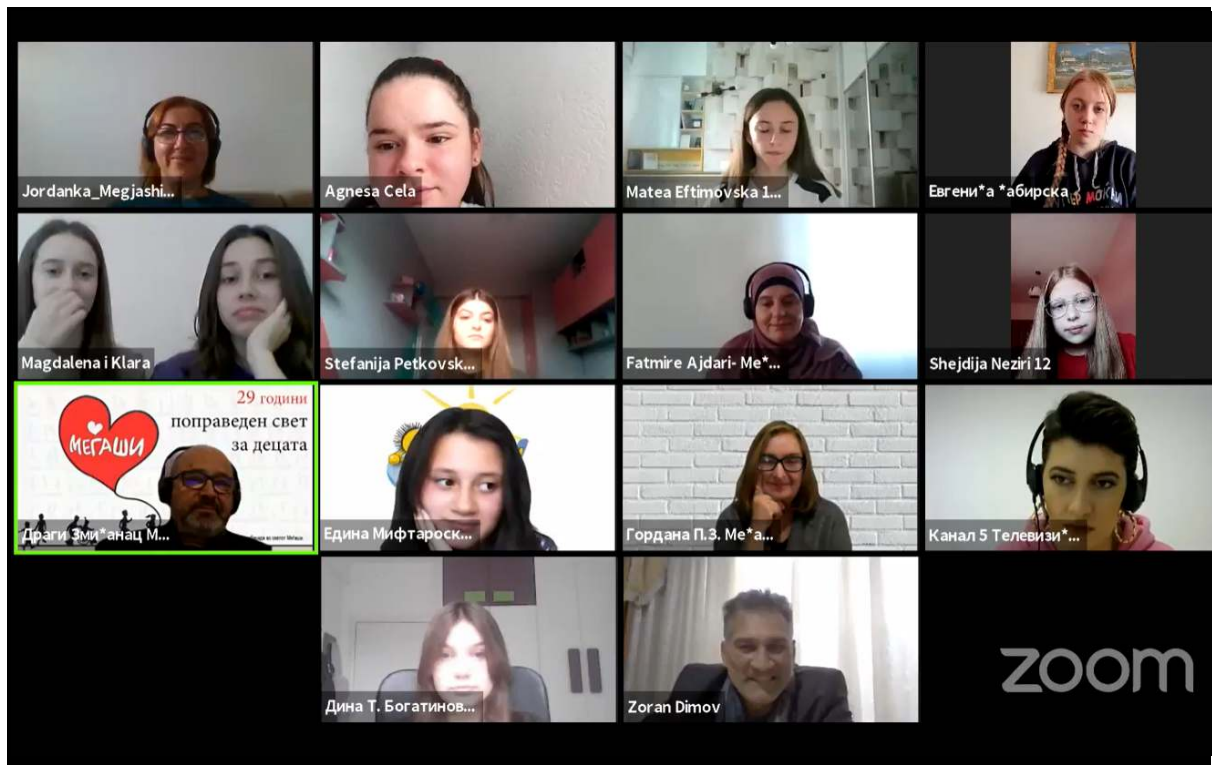 Jordanka_Megjashi...
Agnesa Cela
Matea Eftimovska 1...
Евгени*а *абирска
Magdalena i Klara
Stefanija Petkovsk...
Fatmire Ajdari- Me*...
Shejdija Neziri 12
29 години
поправеден свет
за децата
МЕГАШИ
Драги Зми*анац М...
Едина Мифтароск...
Гордана П.З. Ме*а...
Канал 5 Телевизи*...
Дина Т. Богатинов...
Zoran Dimov
zoom